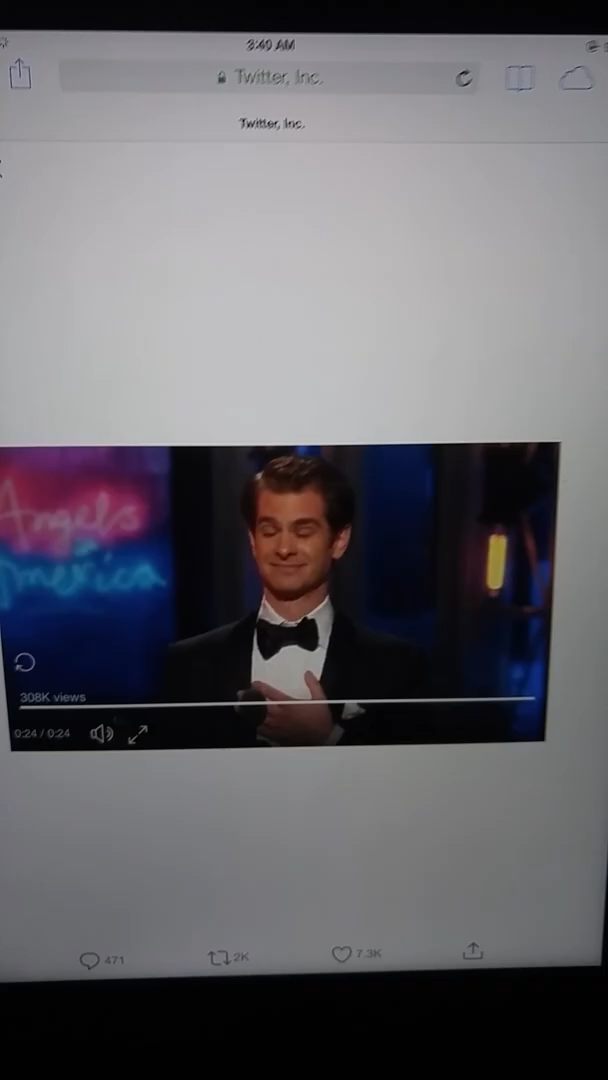 3:40 AM
Twitter, Inc.
Twitter, Inc.
Angels
in
America
308K views
0:24 / 0:24
471
2K
7.3K